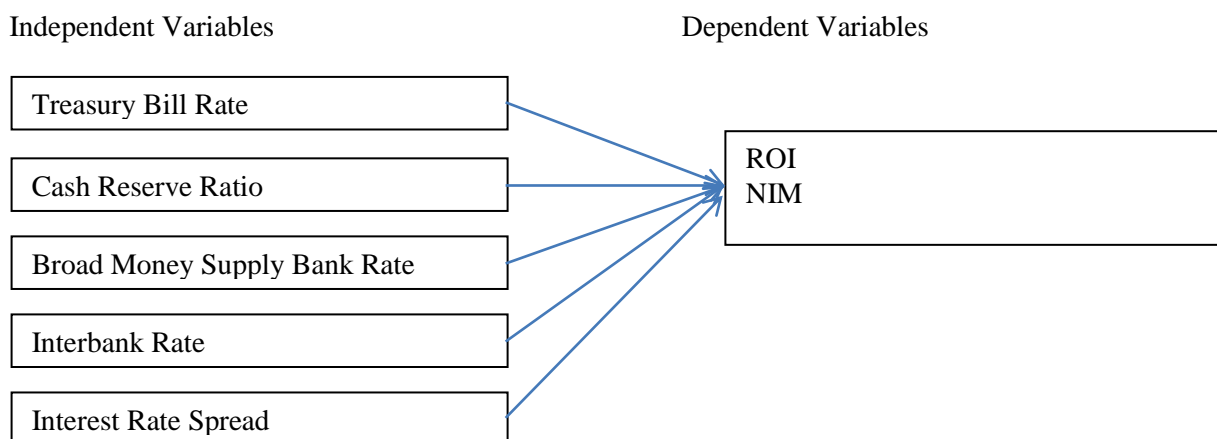 Independent Variables
Dependent Variables
Treasury Bill Rate
Cash Reserve Ratio
Broad Money Supply Bank Rate
Interbank Rate
Interest Rate Spread
ROI
NIM